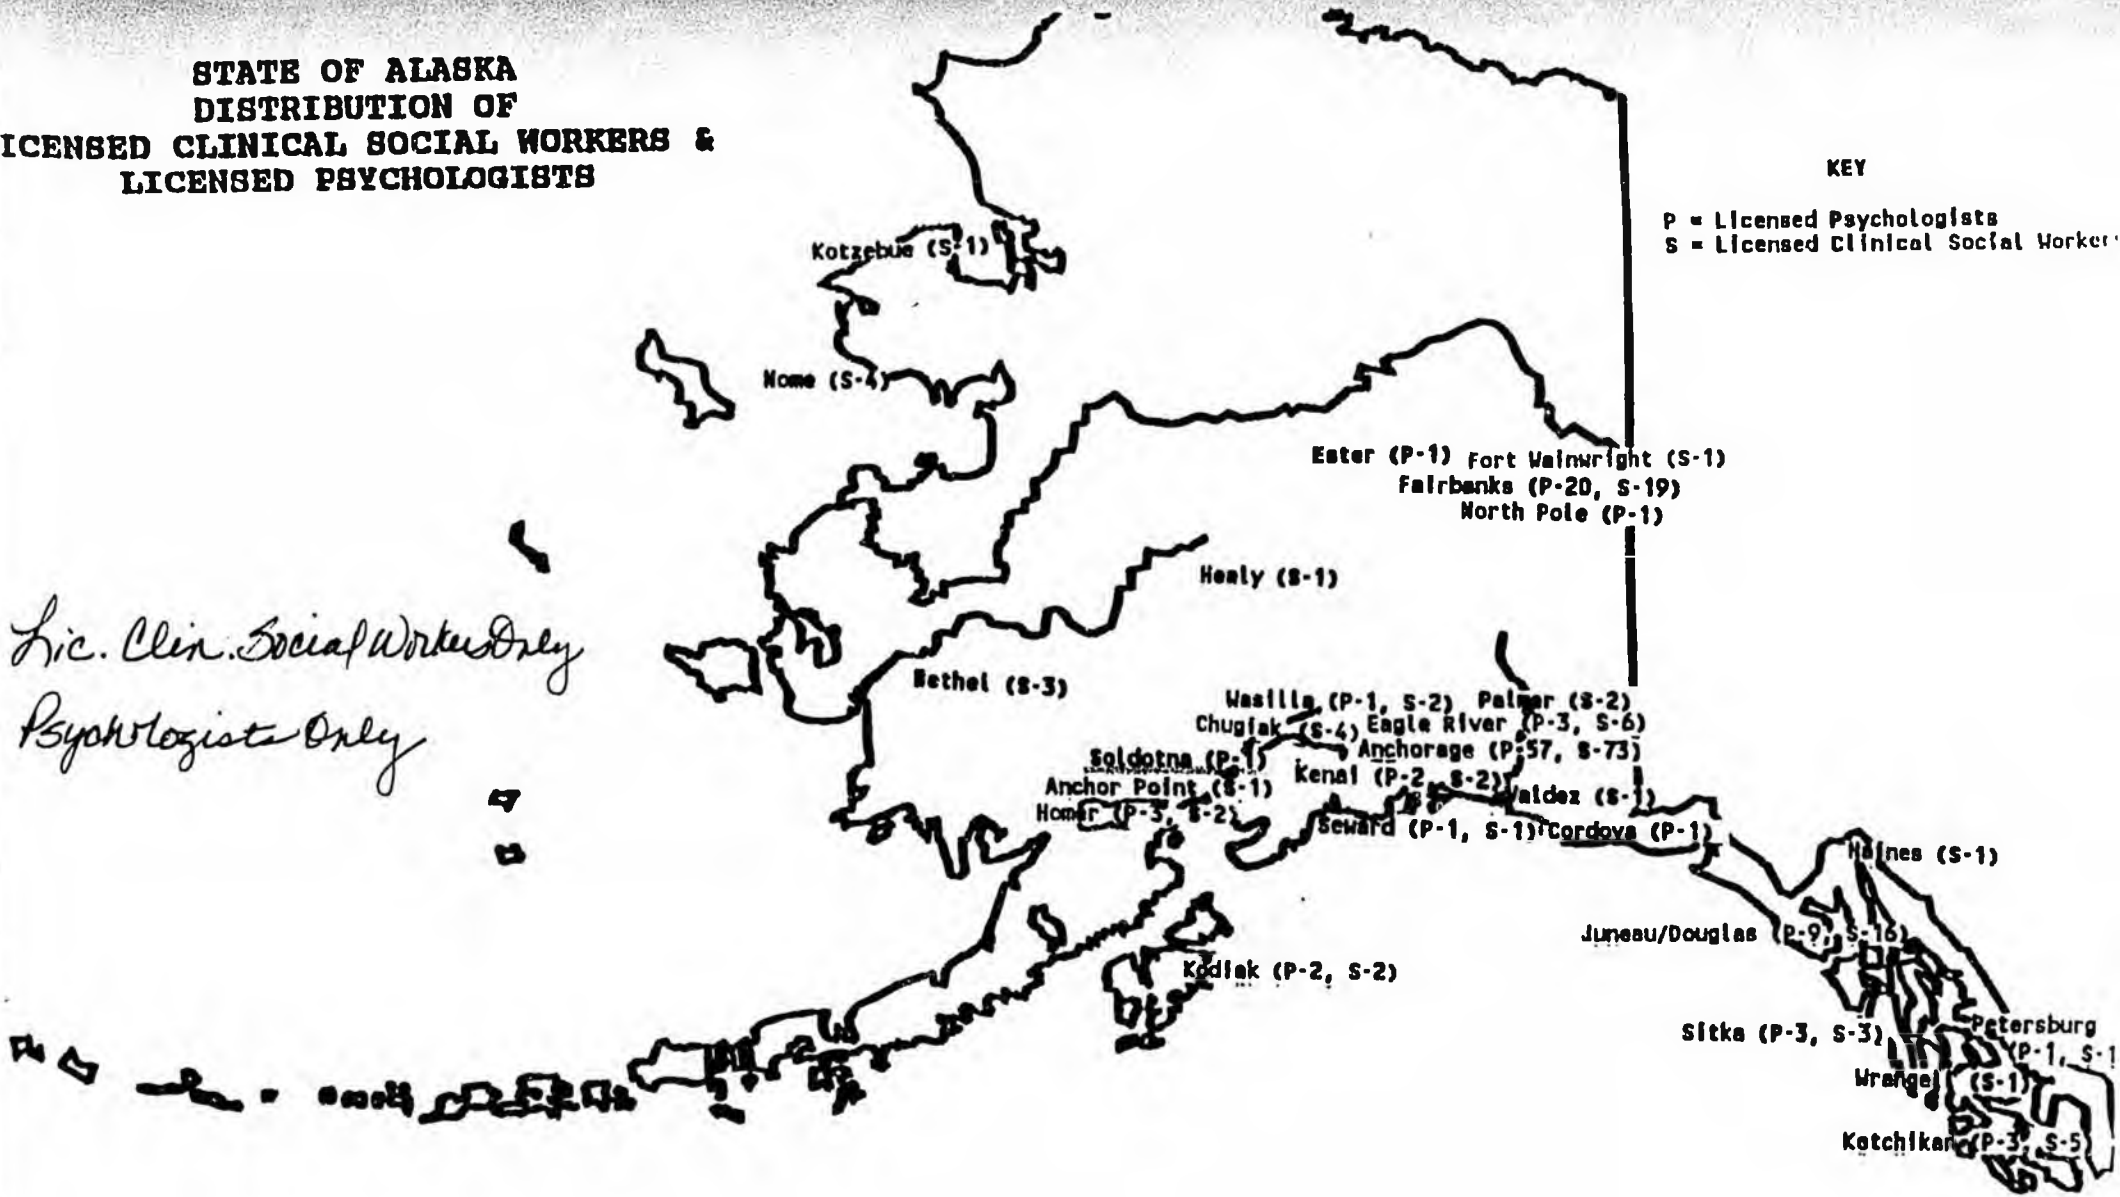 STATE OF ALASKA
DISTRIBUTION OF
ICENSED CLINICAL SOCIAL WORKERS &
LICENSED PSYCHOLOGISTS
KEY
P = Licensed Psychologists
S = Licensed Clinical Social Worker
Kotzebue (S-1)
Nome (S-4)
Ester (P-1) Fort Wainwright (S-1)
Fairbanks (P-20, S-19)
North Pole (P-1)
Healy (S-1)
Lic. Clin. Social Workers Only
Psychologists Only
Bethel (S-3)
Wasilla (P-1, S-2) Palmer (S-2)
Chugiak (S-4) Eagle River (P-3, S-6)
Anchorage (P-57, S-73)
Soldotna (P-1)
Kenai (P-2, S-2)
Anchor Point (S-1)
Valdez (S-1)
Homer (P-3, S-2)
Seward (P-1, S-1) Cordova (P-1)
Haines (S-1)
Juneau/Douglas (P-9, S-16)
Kodiak (P-2, S-2)
Sitka (P-3, S-3)
Petersburg
(P-1, S-1
Wrangel (S-1)
Ketchikan (P-3, S-5